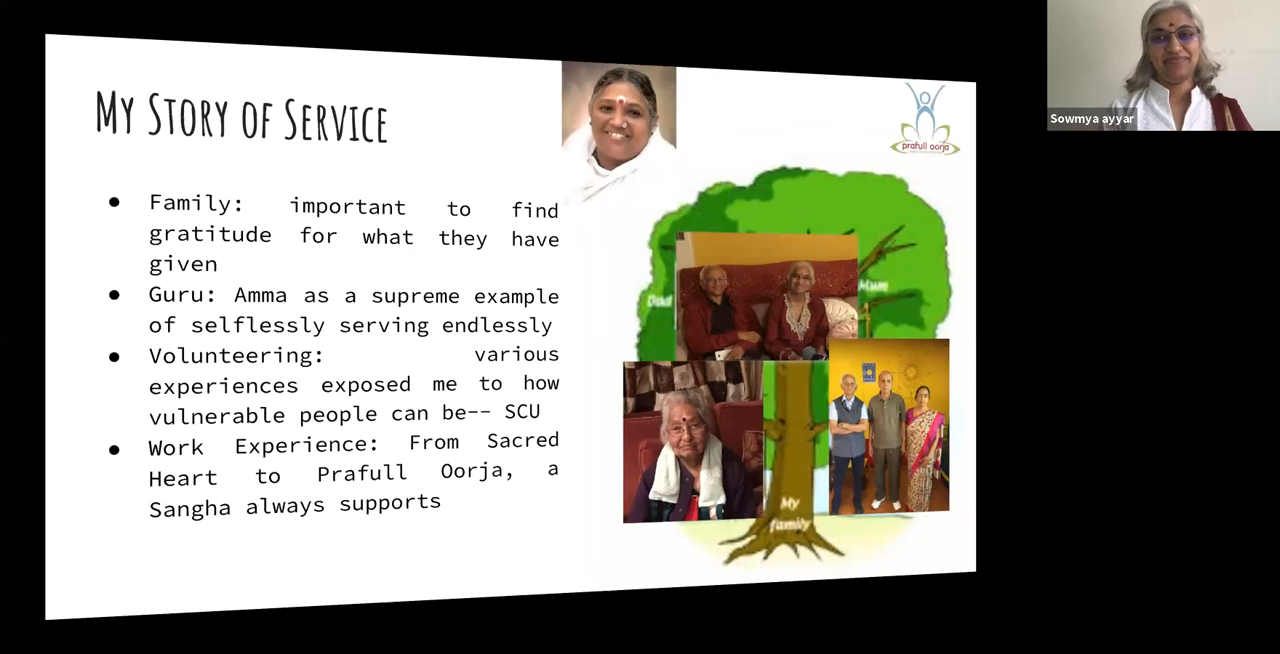 My Story of Service
● Family: important to find
gratitude for what they have
given
● Guru: Amma as a supreme example
of selflessly serving endlessly
● Volunteering: various
experiences exposed me to how
vulnerable people can be-- SCU
● Work Experience: From Sacred
Heart to Prafull Oorja, a
Sangha always supports
prafull oorja
Dad
Mum
My
family
Sowmya ayyar